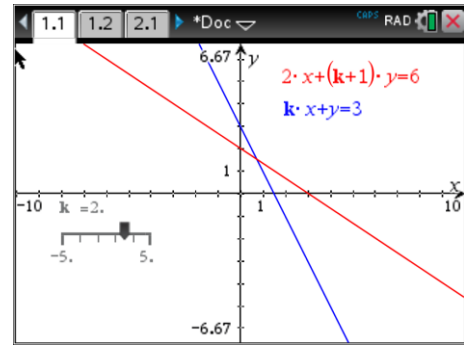 1.1 1.2 2.1 *Doc CAPS RAD
6.67 y
2·x+(k+1)·y=6
k·x+y=3
1
x
-10 1 10
k =2.
-5. 5.
-6.67